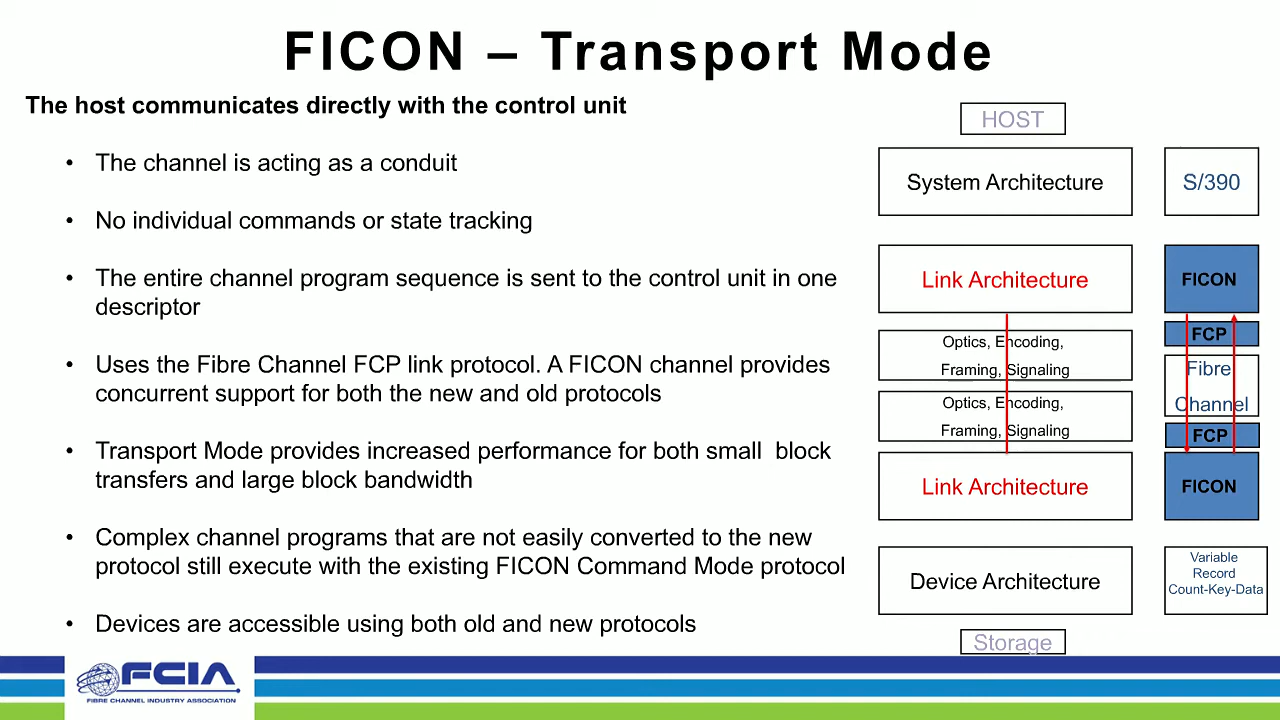 FICON – Transport Mode
The host communicates directly with the control unit
• The channel is acting as a conduit
• No individual commands or state tracking
• The entire channel program sequence is sent to the control unit in one
descriptor
• Uses the Fibre Channel FCP link protocol. A FICON channel provides
concurrent support for both the new and old protocols
• Transport Mode provides increased performance for both small  block
transfers and large block bandwidth
• Complex channel programs that are not easily converted to the new
protocol still execute with the existing FICON Command Mode protocol
• Devices are accessible using both old and new protocols
HOST
System Architecture
S/390
Link Architecture
FICON
FCP
Optics, Encoding,
Framing, Signaling
Fibre
Channel
Optics, Encoding,
Framing, Signaling
FCP
Link Architecture
FICON
Device Architecture
Variable
Record
Count-Key-Data
Storage
FCIA
FIBRE CHANNEL INDUSTRY ASSOCIATION